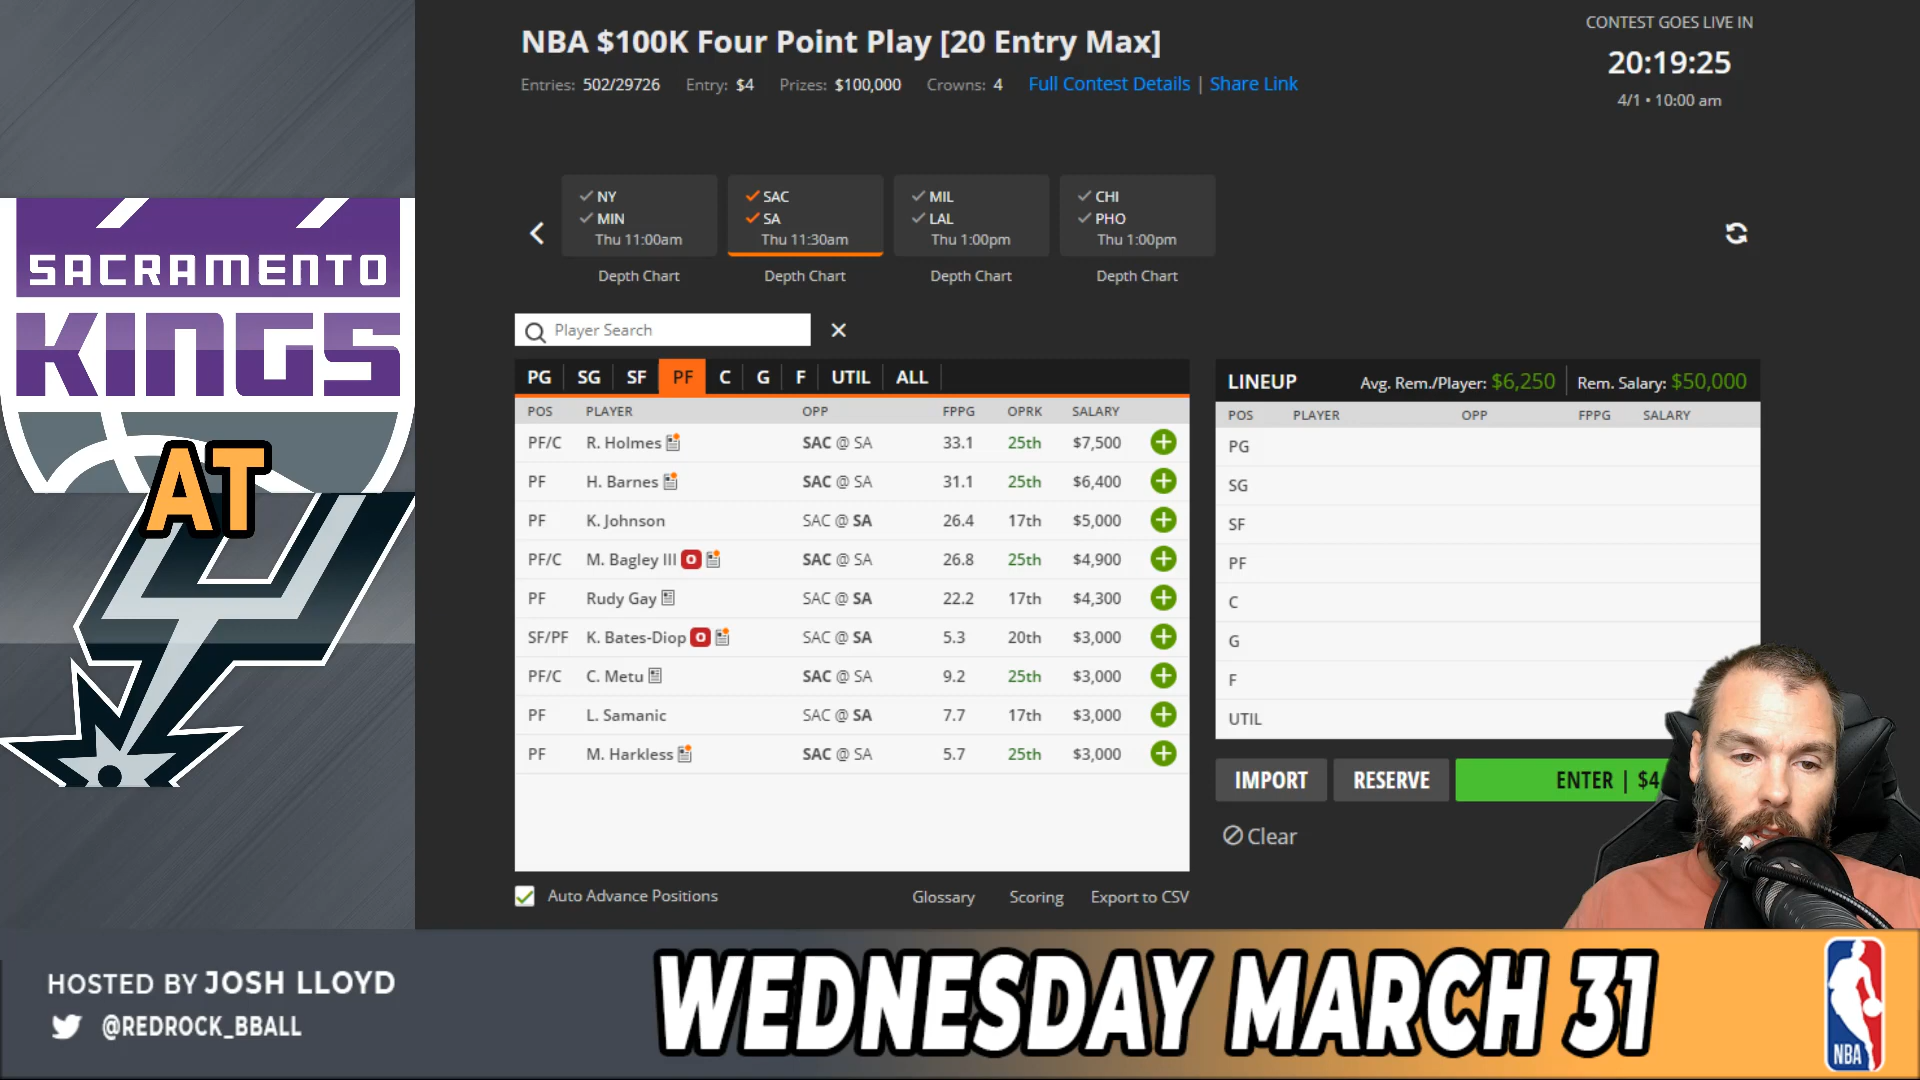 NBA $100K Four Point Play [20 Entry Max]
Entries: 502/29726 Entry: $4 Prizes: $100,000 Crowns: 4 Full Contest Details | Share Link
CONTEST GOES LIVE IN
20:19:25
4/1 • 10:00 am
NY
MIN
Thu 11:00am
Depth Chart
SAC
SA
Thu 11:30am
Depth Chart
MIL
LAL
Thu 1:00pm
Depth Chart
CHI
PHO
Thu 1:00pm
Depth Chart
SACRAMENTO
KINGS
AT
Player Search
PG SG SF PF C G F UTIL ALL
POS PLAYER OPP FPPG OPRK SALARY
PF/C R. Holmes SAC @ SA 33.1 25th $7,500
PF H. Barnes SAC @ SA 31.1 25th $6,400
PF K. Johnson SAC @ SA 26.4 17th $5,000
PF/C M. Bagley III O SAC @ SA 26.8 25th $4,900
PF Rudy Gay SAC @ SA 22.2 17th $4,300
SF/PF K. Bates-Diop O SAC @ SA 5.3 20th $3,000
PF/C C. Metu SAC @ SA 9.2 25th $3,000
PF L. Samanic SAC @ SA 7.7 17th $3,000
PF M. Harkless SAC @ SA 5.7 25th $3,000
Auto Advance Positions Glossary Scoring Export to CSV
LINEUP Avg. Rem./Player: $6,250 Rem. Salary: $50,000
POS PLAYER OPP FPPG SALARY
PG
SG
SF
PF
C
G
F
UTIL
IMPORT RESERVE ENTER | $4
Clear
HOSTED BY JOSH LLOYD
@REDROCK_BBALL
WEDNESDAY MARCH 31
NBA